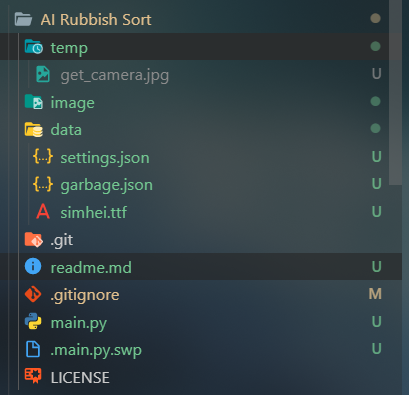 AI Rubbish Sort
temp
get_camera.jpg U
image
data
{..} settings.json U
{..} garbage.json U
A simhei.ttf U
.git
readme.md U
.gitignore M
main.py U
.main.py.swp U
LICENSE